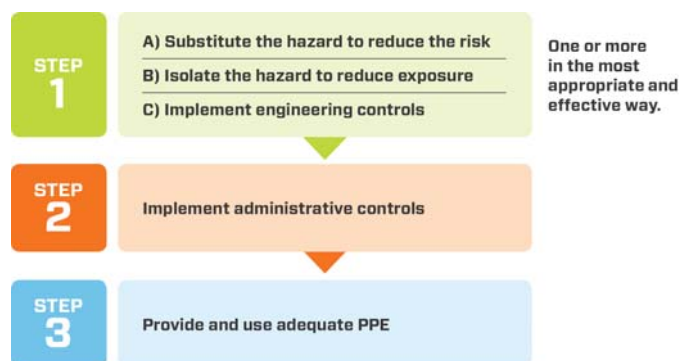 STEP
1
A) Substitute the hazard to reduce the risk
B) Isolate the hazard to reduce exposure
C) Implement engineering controls
One or more
in the most
appropriate and
effective way.
STEP
2
Implement administrative controls
STEP
3
Provide and use adequate PPE